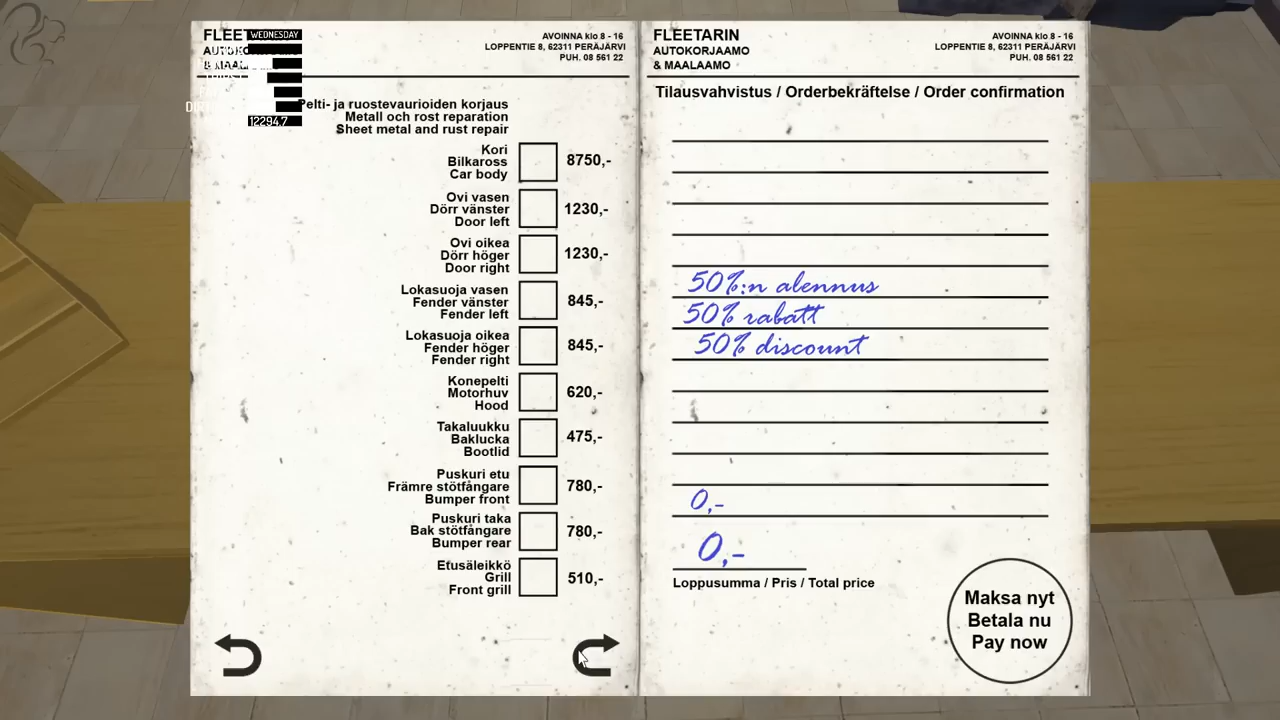 FLEETARIN
AUTOKORJAAMO
& MAALAAMO
AVOINNA klo 8 - 16
LOPPENTIE 8, 62311 PERÄJÄRVI
PUH. 08 561 22
Tilausvahvistus / Orderbekräftelse / Order confirmation
50%:n alennus
50% rabatt
50% discount
0,-
0,-
Loppusumma / Pris / Total price
Maksa nyt
Betala nu
Pay now
WEDNESDAY
12294.7
AVOINNA klo 8 - 16
LOPPENTIE 8, 62311 PERÄJÄRVI
PUH. 08 561 22
Pelti- ja ruostevaurioiden korjaus
Metall och rost reparation
Sheet metal and rust repair
Kori
Bilkaross
Car body
8750,-
Ovi vasen
Dörr vänster
Door left
1230,-
Ovi oikea
Dörr höger
Door right
1230,-
Lokasuoja vasen
Fender vänster
Fender left
845,-
Lokasuoja oikea
Fender höger
Fender right
845,-
Konepelti
Motorhuv
Hood
620,-
Takaluukku
Baklucka
Bootlid
475,-
Puskuri etu
Främre stötfångare
Bumper front
780,-
Puskuri taka
Bak stötfångare
Bumper rear
780,-
Etusäleikkö
Grill
Front grill
510,-